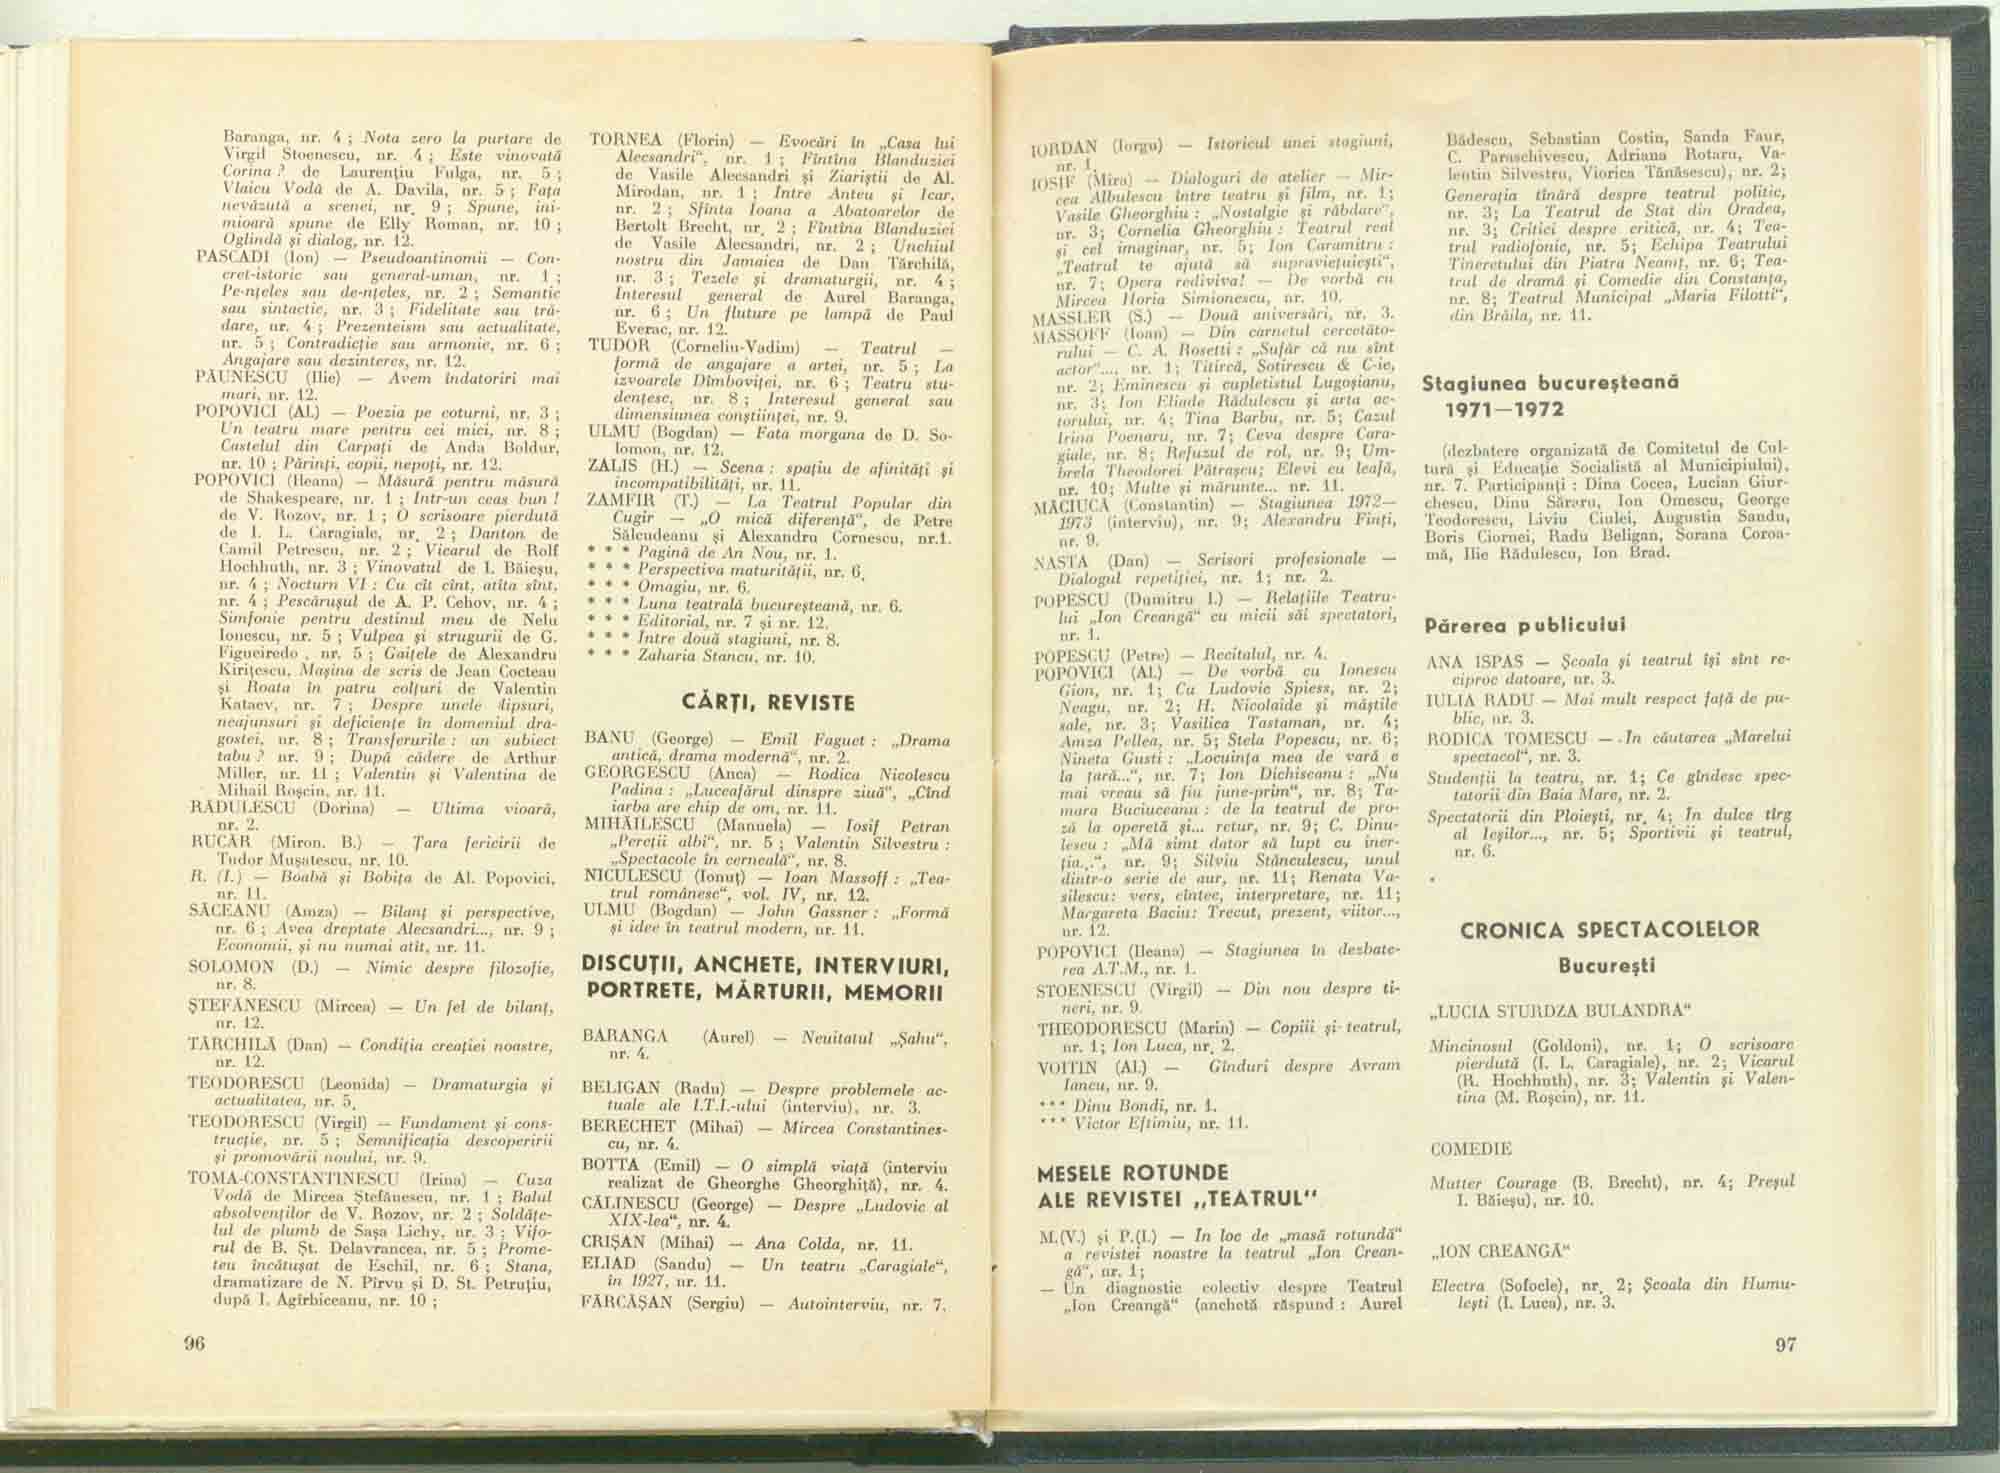 Baranga, nr. 4 ; Nota zero la purtare de
Virgil Stoenescu, nr. 4 ; Este vinovată
Corina ? de Laurențiu Fulga, nr. 5 ;
Vlaicu Vodă de A. Davila, nr. 5 ; Fața
nevăzută a scenei, nr. 9 ; Spune, ini-
mioară spune de Elly Roman, nr. 10 ;
Oglindă și dialog, nr. 12.
PASCADI (Ion) — Pseudoantinomii — Con-
cret-istoric sau general-uman, nr. 1 ;
Pe-nțeles sau de-nțeles, nr. 2 ; Semantic
sau sintactic, nr. 3 ; Fidelitate sau tră-
dare, nr. 4 ; Prezenteism sau actualitate,
nr. 5 ; Contradicție sau armonie, nr. 6 ;
Angajare sau dezinteres, nr. 12.
PĂUNESCU (Ilie) — Avem îndatoriri mai
mari, nr. 12.
POPOVICI (Al.) — Poezia pe coturni, nr. 3 ;
Un teatru mare pentru cei mici, nr. 8 ;
Castelul din Carpați de Anda Boldur,
nr. 10 ; Părinți, copii, nepoți, nr. 12.
POPOVICI (Ileana) — Măsură pentru măsură
de Shakespeare, nr. 1 ; Intr-un ceas bun !
de V. Rozov, nr. 1 ; O scrisoare pierdută
de I. L. Caragiale, nr. 2 ; Danton de
Camil Petrescu, nr. 2 ; Vicarul de Rolf
Hochhuth, nr. 3 ; Vinovatul de I. Băieșu,
nr. 4 ; Nocturn VI : Cu cît cînt, atîta sînt,
nr. 4 ; Pescărușul de A. P. Cehov, nr. 4 ;
Simfonie pentru destinul meu de Nelu
Ionescu, nr. 5 ; Vulpea și strugurii de G.
Figueiredo , nr. 5 ; Gaițele de Alexandru
Kirițescu, Mașina de scris de Jean Cocteau
și Roata în patru colțuri de Valentin
Kataev, nr. 7 ; Despre unele lipsuri,
neajunsuri și deficiențe în domeniul dra-
gostei, nr. 8 ; Transferurile : un subiect
tabu ? nr. 9 ; După cădere de Arthur
Miller, nr. 11 ; Valentin și Valentina de
Mihail Roșcin, nr. 11.
RĂDULESCU (Dorina) — Ultima vioară,
nr. 2.
RUCĂR (Miron. B.) — Țara fericirii de
Tudor Mușatescu, nr. 10.
R. (I.) — Boabă și Bobița de Al. Popovici,
nr. 11.
SĂCEANU (Amza) — Bilanț și perspective,
nr. 6 ; Avea dreptate Alecsandri..., nr. 9 ;
Economii, și nu numai atît, nr. 11.
SOLOMON (D.) — Nimic despre filozofie,
nr. 8.
ȘTEFĂNESCU (Mircea) — Un fel de bilanț,
nr. 12.
TĂRCHILĂ (Dan) — Condiția creației noastre,
nr. 12.
TEODORESCU (Leonida) — Dramaturgia și
actualitatea, nr. 5.
TEODORESCU (Virgil) — Fundament și cons-
trucție, nr. 5 ; Semnificația descoperirii
și promovării noului, nr. 9.
TOMA-CONSTANTINESCU (Irina) — Cuza
Vodă de Mircea Ștefănescu, nr. 1 ; Balul
absolvenților de V. Rozov, nr. 2 ; Soldățe-
lul de plumb de Sașa Lichy, nr. 3 ; Vifo-
rul de B. Șt. Delavrancea, nr. 5 ; Prome-
teu încătușat de Eschil, nr. 6 ; Stana,
dramatizare de N. Pîrvu și D. St. Petruțiu,
după I. Agîrbiceanu, nr. 10 ;
96
TORNEA (Florin) — Evocări în „Casa lui
Alecsandri“, nr. 1 ; Fîntîna Blanduziei
de Vasile Alecsandri și Ziariștii de Al.
Mirodan, nr. 1 ; Intre Anteu și Icar,
nr. 2 ; Sfînta Ioana a Abatoarelor de
Bertolt Brecht, nr. 2 ; Fîntîna Blanduziei
de Vasile Alecsandri, nr. 2 ; Unchiul
nostru din Jamaica de Dan Tărchilă,
nr. 3 ; Tezele și dramaturgii, nr. 4 ;
Interesul general de Aurel Baranga,
nr. 6 ; Un fluture pe lampă de Paul
Everac, nr. 12.
TUDOR (Corneliu-Vadim) — Teatrul —
formă de angajare a artei, nr. 5 ; La
izvoarele Dîmboviței, nr. 6 ; Teatru stu-
dențesc, nr. 8 ; Interesul general sau
dimensiunea conștiinței, nr. 9.
ULMU (Bogdan) — Fata morgana de D. So-
lomon, nr. 12.
ZALIS (H.) — Scena : spațiu de afinități și
incompatibilități, nr. 11.
ZAMFIR (T.) — La Teatrul Popular din
Cugir — „O mică diferență“, de Petre
Sălcudeanu și Alexandru Cornescu, nr.1.
* * * Pagină de An Nou, nr. 1.
* * * Perspectiva maturității, nr. 6.
* * * Omagiu, nr. 6.
* * * Luna teatrală bucureșteană, nr. 6.
* * * Editorial, nr. 7 și nr. 12.
* * * Intre două stagiuni, nr. 8.
* * * Zaharia Stancu, nr. 10.
CĂRȚI, REVISTE
BANU (George) — Emil Faguet : „Drama
antică, drama modernă“, nr. 2.
GEORGESCU (Anca) — Rodica Nicolescu
Padina : „Luceafărul dinspre ziuă“, „Cînd
iarba are chip de om, nr. 11.
MIHĂILESCU (Manuela) — Iosif Petran
„Pereții albi“, nr. 5 ; Valentin Silvestru :
„Spectacole în cerneală“, nr. 8.
NICULESCU (Ionuț) — Ioan Massoff : „Tea-
trul românesc“, vol. IV, nr. 12.
ULMU (Bogdan) — John Gassner : „Formă
și idee în teatrul modern, nr. 11.
DISCUȚII, ANCHETE, INTERVIURI,
PORTRETE, MĂRTURII, MEMORII
BARANGA (Aurel) — Neuitatul „Șahu“,
nr. 4.
BELIGAN (Radu) — Despre problemele ac-
tuale ale I.T.I.-ului (interviu), nr. 3.
BERECHET (Mihai) — Mircea Constantines-
cu, nr. 4.
BOTTA (Emil) — O simplă viață (interviu
realizat de Gheorghe Gheorghiță), nr. 4.
CĂLINESCU (George) — Despre „Ludovic al
XIX-lea“, nr. 4.
CRIȘAN (Mihai) — Ana Colda, nr. 11.
ELIAD (Sandu) — Un teatru „Caragiale“,
în 1927, nr. 11.
FĂRCĂȘAN (Sergiu) — Autointerviu, nr. 7.
IORDAN (Iorgu) — Istoricul unei stagiuni,
nr. 1.
IOSIF (Mira) — Dialoguri de atelier — Mir-
cea Albulescu între teatru și film, nr. 1;
Vasile Gheorghiu : „Nostalgie și răbdare“,
nr. 3; Cornelia Gheorghiu : Teatrul real
și cel imaginar, nr. 5; Ion Caramitru :
„Teatrul te ajută să supraviețuiești“,
nr. 7; Opera rediviva! — De vorbă cu
Mircea Horia Simionescu, nr. 10.
MASSLER (S.) — Două aniversări, nr. 3.
MASSOFF (Ioan) — Din carnetul cercetăto-
rului — C. A. Rosetti : „Sufăr că nu sînt
actor“..., nr. 1; Titircă, Sotirescu & C-ie,
nr. 2; Eminescu și cupletistul Lugoșianu,
nr. 3; Ion Eliade Rădulescu și arta ac-
torului, nr. 4; Tina Barbu, nr. 5; Cazul
Irina Poenaru, nr. 7; Ceva despre Cara-
giale, nr. 8; Refuzul de rol, nr. 9; Um-
brela Theodorei Pătrașcu; Elevi cu leafă,
nr. 10; Multe și mărunte... nr. 11.
MĂCIUCĂ (Constantin) — Stagiunea 1972—
1973 (interviu), nr. 9; Alexandru Finți,
nr. 9.
NASTA (Dan) — Scrisori profesionale —
Dialogul repetiției, nr. 1; nr. 2.
POPESCU (Dumitru I.) — Relațiile Teatru-
lui „Ion Creangă“ cu micii săi spectatori,
nr. 1.
POPESCU (Petre) — Recitalul, nr. 4.
POPOVICI (Al.) — De vorbă cu Ionescu
Gion, nr. 1; Cu Ludovic Spiess, nr. 2;
Neagu, nr. 2; H. Nicolaide și măștile
sale, nr. 3; Vasilica Tastaman, nr. 4;
Amza Pellea, nr. 5; Stela Popescu, nr. 6;
Nineta Gusti : „Locuința mea de vară e
la țară...“, nr. 7; Ion Dichiseanu : „Nu
mai vreau să fiu june-prim“, nr. 8; Ta-
mara Buciuceanu : de la teatrul de pro-
ză la operetă și... retur, nr. 9; C. Dinu-
lescu : „Mă simt dator să lupt cu iner-
ția...“, nr. 9; Silviu Stănculescu, unul
dintr-o serie de aur, nr. 11; Renata Va-
silescu: vers, cîntec, interpretare, nr. 11;
Margareta Baciu: Trecut, prezent, viitor...,
nr. 12.
POPOVICI (Ileana) — Stagiunea în dezbate-
rea A.T.M., nr. 1.
STOENESCU (Virgil) — Din nou despre ti-
neri, nr. 9.
THEODORESCU (Marin) — Copiii și teatrul,
nr. 1; Ion Luca, nr. 2.
VOITIN (Al.) — Gînduri despre Avram
Iancu, nr. 9.
*** Dinu Bondi, nr. 1.
*** Victor Eftimiu, nr. 11.
MESELE ROTUNDE
ALE REVISTEI „TEATRUL“
M.(V.) și P.(I.) — In loc de „masă rotundă“
a revistei noastre la teatrul „Ion Crean-
gă“, nr. 1;
— Un diagnostic colectiv despre Teatrul
„Ion Creangă“ (anchetă răspund : Aurel
Bădescu, Sebastian Costin, Sanda Faur,
C. Paraschivescu, Adriana Rotaru, Va-
lentin Silvestru, Viorica Tănăsescu), nr. 2;
Generația tînără despre teatrul politic,
nr. 3; La Teatrul de Stat din Oradea,
nr. 3; Critici despre critică, nr. 4; Tea-
trul radiofonic, nr. 5; Echipa Teatrului
Tineretului din Piatra Neamț, nr. 6; Tea-
trul de dramă și Comedie din Constanța,
nr. 8; Teatrul Municipal „Maria Filotti“,
din Brăila, nr. 11.
Stagiunea bucureșteană
1971—1972
(dezbatere organizată de Comitetul de Cul-
tură și Educație Socialistă al Municipiului),
nr. 7. Participanți : Dina Cocea, Lucian Giur-
chescu, Dinu Săraru, Ion Omescu, George
Teodorescu, Liviu Ciulei, Augustin Sandu,
Boris Ciornei, Radu Beligan, Sorana Coroa-
mă, Ilie Rădulescu, Ion Brad.
Părerea publicului
ANA ISPAS — Școala și teatrul își sînt re-
ciproc datoare, nr. 3.
IULIA RADU — Mai mult respect față de pu-
blic, nr. 3.
RODICA TOMESCU — In căutarea „Marelui
spectacol“, nr. 3.
Studenții la teatru, nr. 1; Ce gîndesc spec-
tatorii din Baia Mare, nr. 2.
Spectatorii din Ploiești, nr. 4; In dulce tîrg
al Ieșilor..., nr. 5; Sportivii și teatrul,
nr. 6.
CRONICA SPECTACOLELOR
București
„LUCIA STURDZA BULANDRA“
Mincinosul (Goldoni), nr. 1; O scrisoare
pierdută (I. L. Caragiale), nr. 2; Vicarul
(R. Hochhuth), nr. 3; Valentin și Valen-
tina (M. Roșcin), nr. 11.
COMEDIE
Mutter Courage (B. Brecht), nr. 4; Preșul
I. Băieșu), nr. 10.
„ION CREANGĂ“
Electra (Sofocle), nr. 2; Școala din Humu-
lești (I. Luca), nr. 3.
97